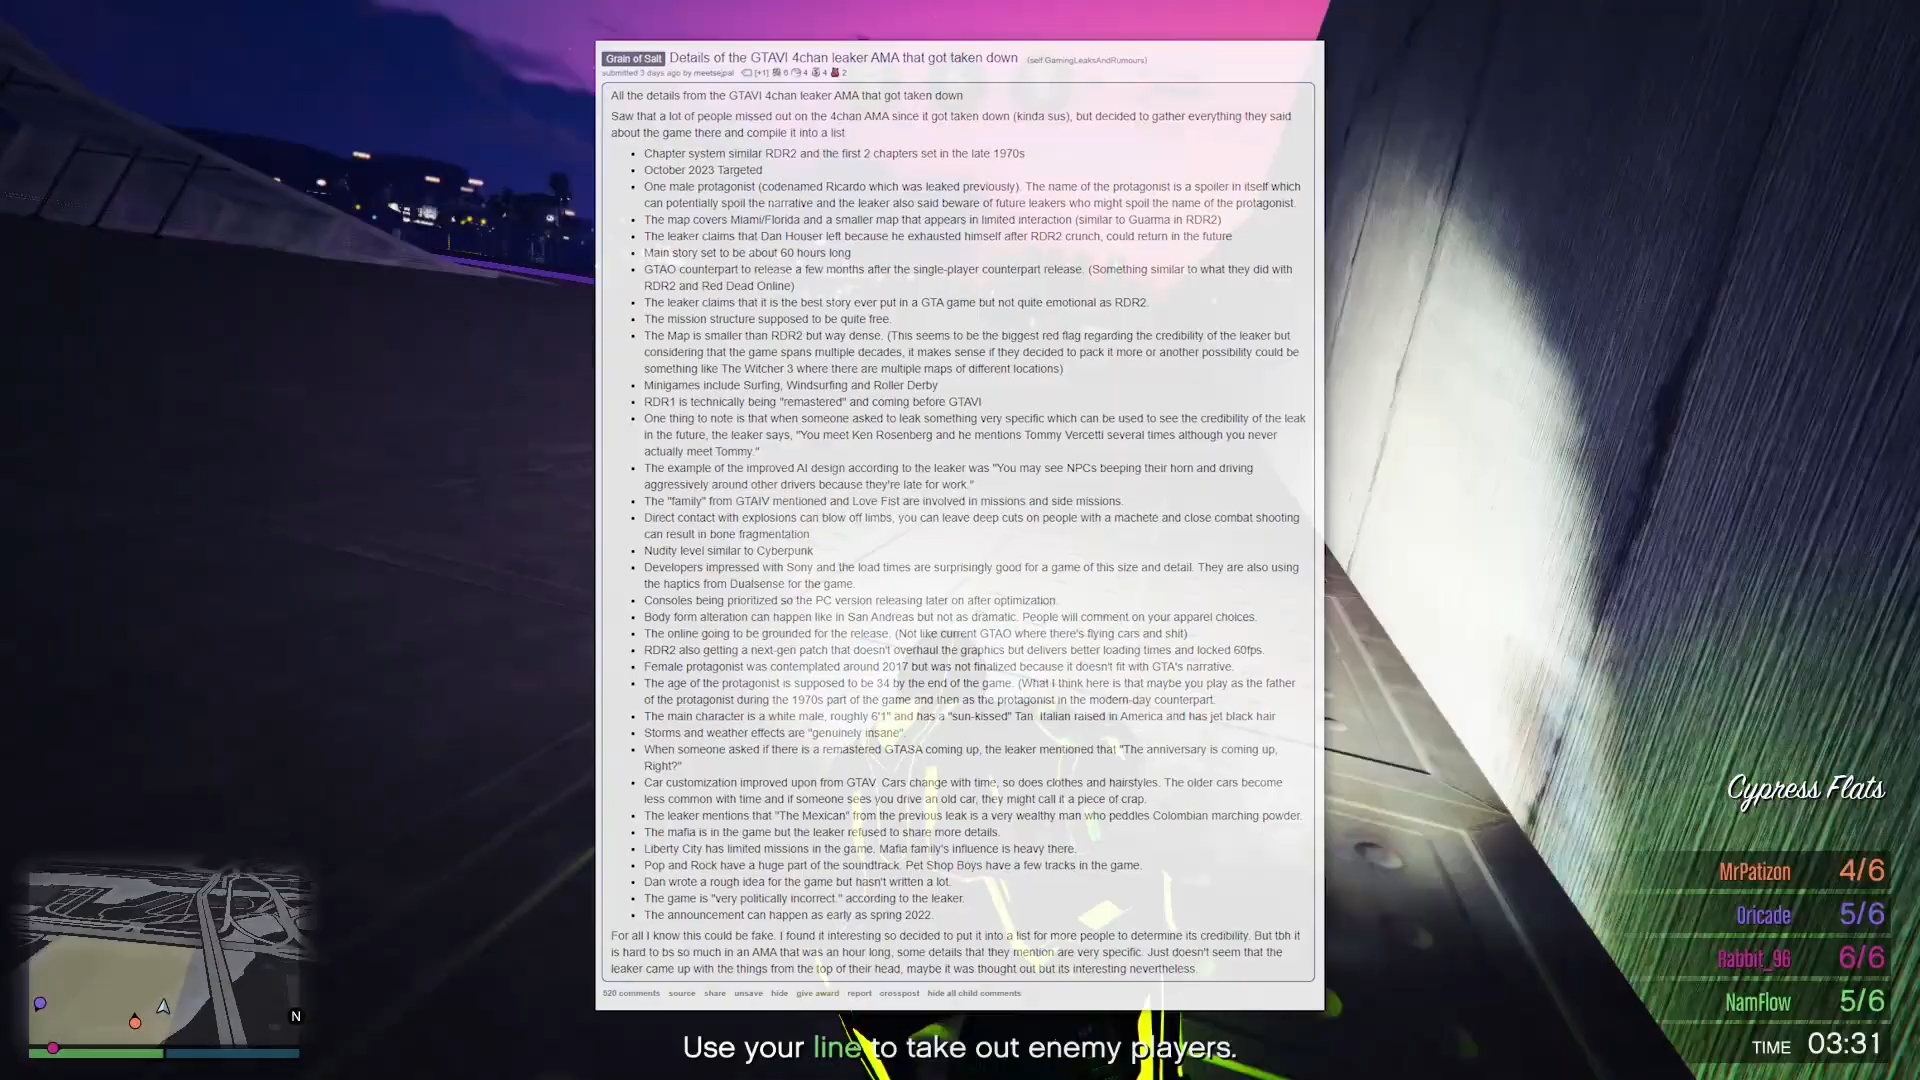 Grain of Salt Details of the GTAVI 4chan leaker AMA that got taken down (self.GamingLeaksAndRumours)
submitted 3 days ago by meetsejpal [+1] 6 4 4 2
All the details from the GTAVI 4chan leaker AMA that got taken down
Saw that a lot of people missed out on the 4chan AMA since it got taken down (kinda sus), but decided to gather everything they said
about the game there and compile it into a list
• Chapter system similar RDR2 and the first 2 chapters set in the late 1970s
• October 2023 Targeted
• One male protagonist (codenamed Ricardo which was leaked previously). The name of the protagonist is a spoiler in itself which
can potentially spoil the narrative and the leaker also said beware of future leakers who might spoil the name of the protagonist.
• The map covers Miami/Florida and a smaller map that appears in limited interaction (similar to Guarma in RDR2)
• The leaker claims that Dan Houser left because he exhausted himself after RDR2 crunch, could return in the future
• Main story set to be about 60 hours long
• GTAO counterpart to release a few months after the single-player counterpart release. (Something similar to what they did with
RDR2 and Red Dead Online)
• The leaker claims that it is the best story ever put in a GTA game but not quite emotional as RDR2.
• The mission structure supposed to be quite free.
• The Map is smaller than RDR2 but way dense. (This seems to be the biggest red flag regarding the credibility of the leaker but
considering that the game spans multiple decades, it makes sense if they decided to pack it more or another possibility could be
something like The Witcher 3 where there are multiple maps of different locations)
• Minigames include Surfing, Windsurfing and Roller Derby
• RDR1 is technically being "remastered" and coming before GTAVI
• One thing to note is that when someone asked to leak something very specific which can be used to see the credibility of the leak
in the future, the leaker says, "You meet Ken Rosenberg and he mentions Tommy Vercetti several times although you never
actually meet Tommy."
• The example of the improved AI design according to the leaker was "You may see NPCs beeping their horn and driving
aggressively around other drivers because they're late for work."
• The "family" from GTAIV mentioned and Love Fist are involved in missions and side missions.
• Direct contact with explosions can blow off limbs, you can leave deep cuts on people with a machete and close combat shooting
can result in bone fragmentation
• Nudity level similar to Cyberpunk
• Developers impressed with Sony and the load times are surprisingly good for a game of this size and detail. They are also using
the haptics from Dualsense for the game.
• Consoles being prioritized so the PC version releasing later on after optimization.
• Body form alteration can happen like in San Andreas but not as dramatic. People will comment on your apparel choices.
• The online going to be grounded for the release. (Not like current GTAO where there's flying cars and shit)
• RDR2 also getting a next-gen patch that doesn't overhaul the graphics but delivers better loading times and locked 60fps.
• Female protagonist was contemplated around 2017 but was not finalized because it doesn't fit with GTA's narrative.
• The age of the protagonist is supposed to be 34 by the end of the game. (What I think here is that maybe you play as the father
of the protagonist during the 1970s part of the game and then as the protagonist in the modern-day counterpart.
• The main character is a white male, roughly 6'1" and has a "sun-kissed" Tan. Italian raised in America and has jet black hair
• Storms and weather effects are "genuinely insane".
• When someone asked if there is a remastered GTASA coming up, the leaker mentioned that "The anniversary is coming up,
Right?"
• Car customization improved upon from GTAV. Cars change with time, so does clothes and hairstyles. The older cars become
less common with time and if someone sees you drive an old car, they might call it a piece of crap.
• The leaker mentions that "The Mexican" from the previous leak is a very wealthy man who peddles Colombian marching powder.
• The mafia is in the game but the leaker refused to share more details.
• Liberty City has limited missions in the game. Mafia family's influence is heavy there.
• Pop and Rock have a huge part of the soundtrack. Pet Shop Boys have a few tracks in the game.
• Dan wrote a rough idea for the game but hasn't written a lot.
• The game is "very politically incorrect." according to the leaker.
• The announcement can happen as early as spring 2022.
For all I know this could be fake. I found it interesting so decided to put it into a list for more people to determine its credibility. But tbh it
is hard to bs so much in an AMA that was an hour long, some details that they mention are very specific. Just doesn't seem that the
leaker came up with the things from the top of their head, maybe it was thought out but its interesting nevertheless.
520 comments source share unsave hide give award report crosspost hide all child comments
Cypress Flats
MrPatizon 4/6
Oricade 5/6
Rabbit_96 6/6
NamFlow 5/6
TIME 03:31
N
Use your line to take out enemy players.